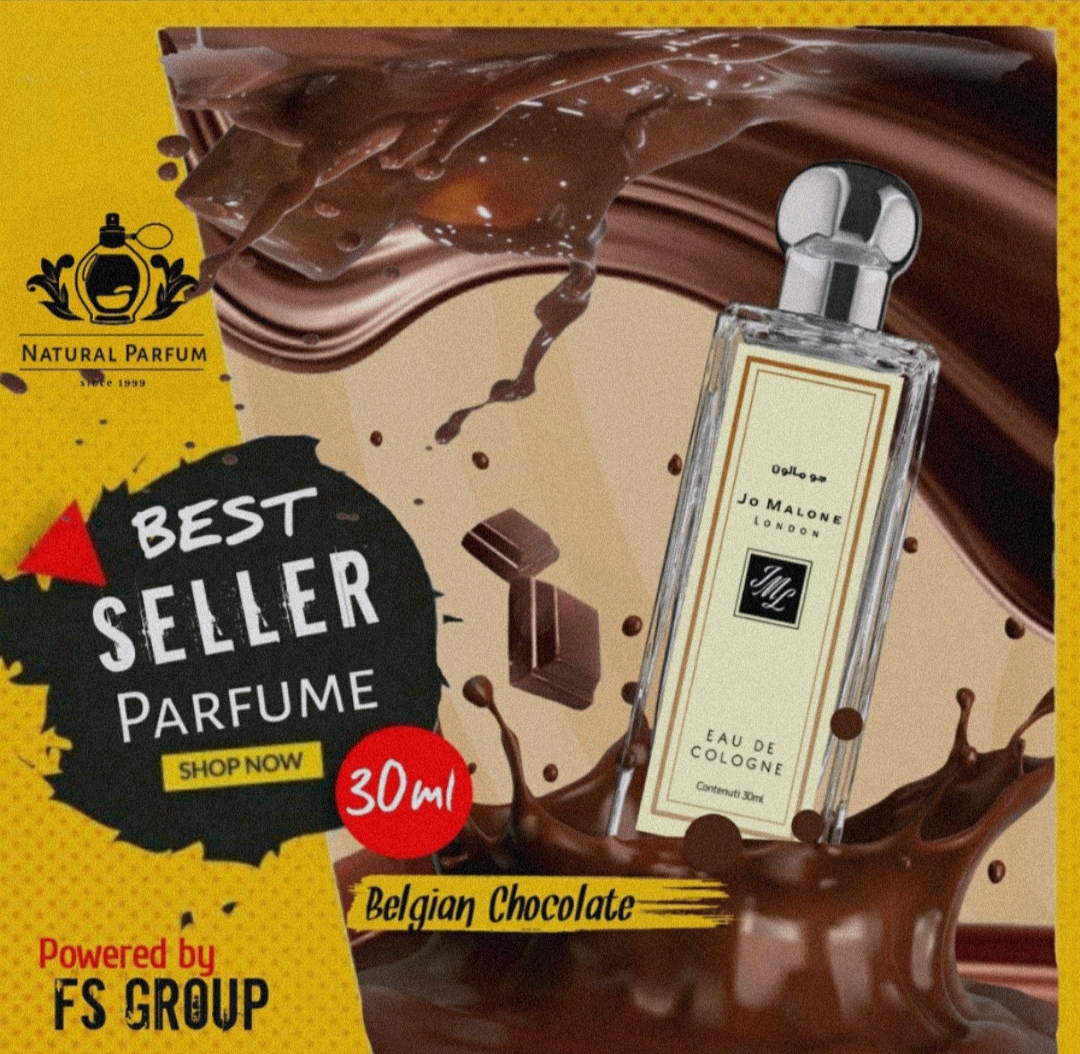 NATURAL PARFUM
since 1999
BEST
SELLER
PARFUME
SHOP NOW
30ml
جو مالون
JO MALONE
LONDON
JML
EAU DE
COLOGNE
Contenuti 30ml
Belgian Chocolate
Powered by
FS GROUP